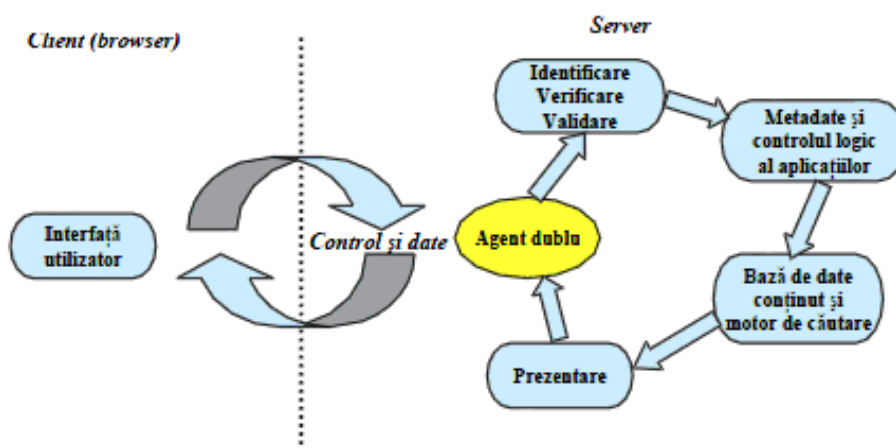 Client (browser)
Server
Identificare
Verificare
Validare
Metadate și
controlul logic
al aplicațiilor
Interfață
utilizator
Control și date
Agent dublu
Bază de date
conținut și
motor de căutare
Prezentare